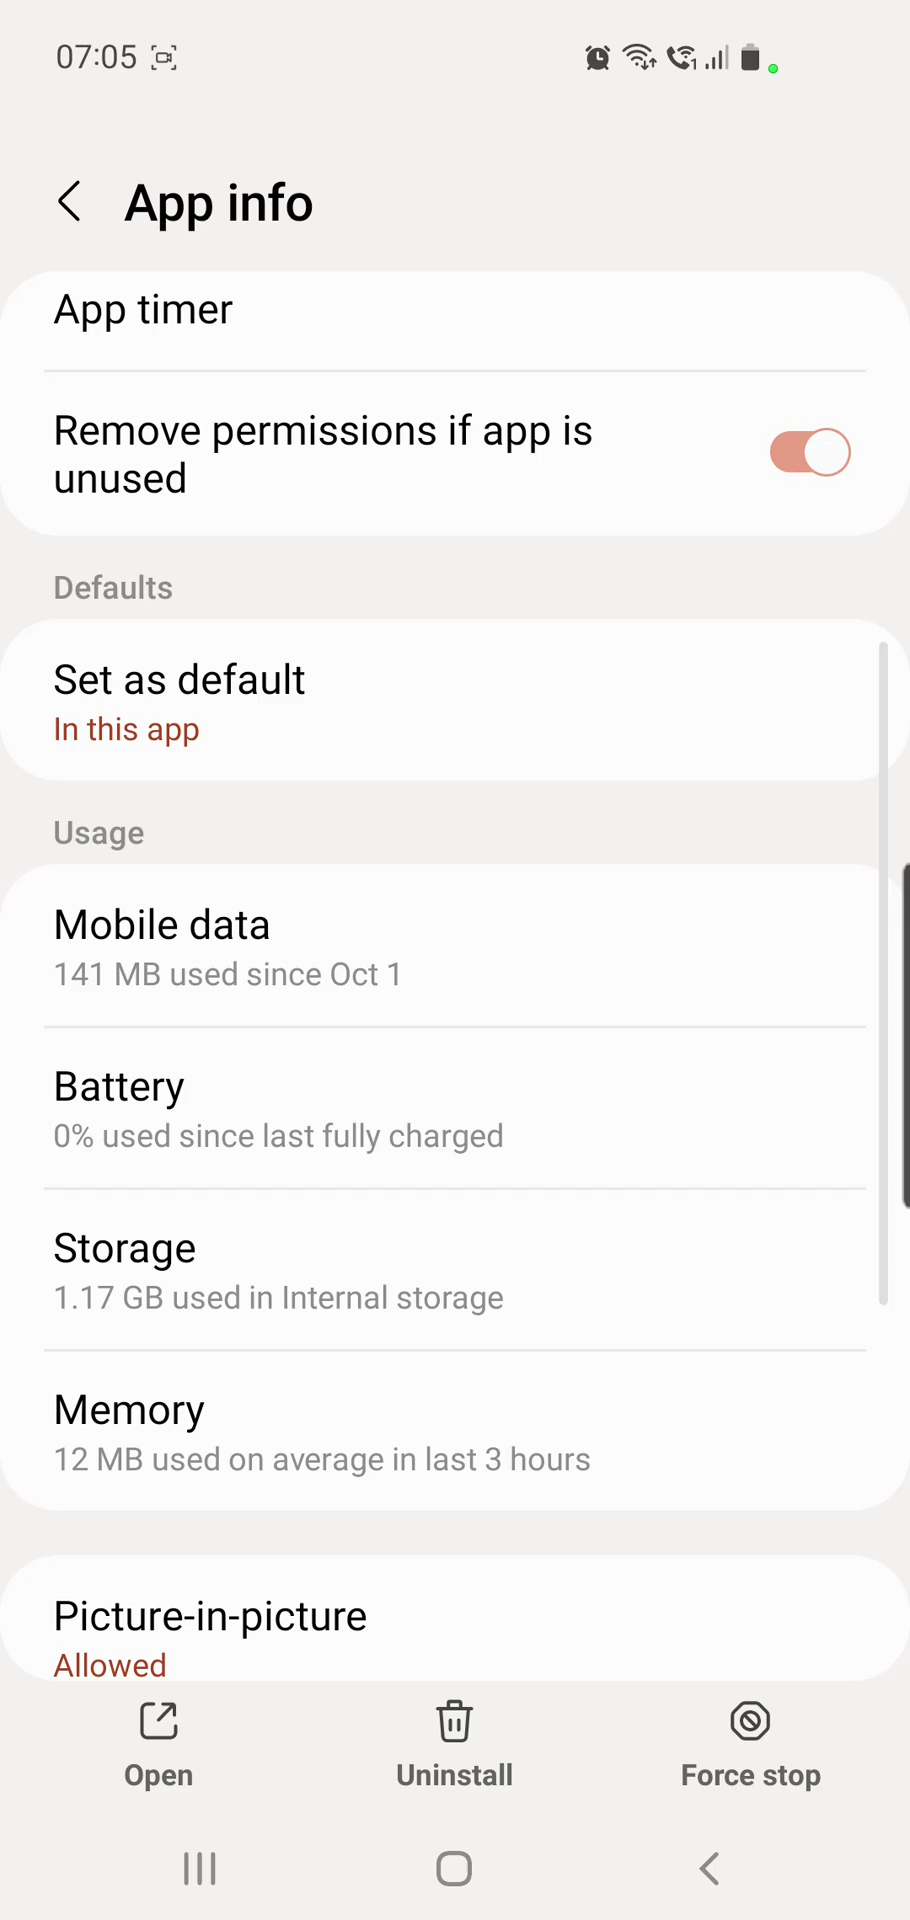 07:05
App info
App timer
Remove permissions if app is
unused
Defaults
Set as default
In this app
Usage
Mobile data
141 MB used since Oct 1
Battery
0% used since last fully charged
Storage
1.17 GB used in Internal storage
Memory
12 MB used on average in last 3 hours
Picture-in-picture
Allowed
Open
Uninstall
Force stop